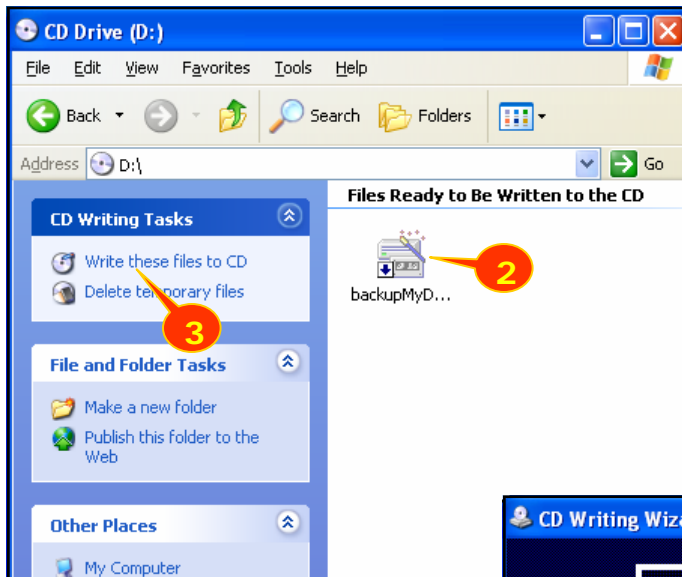 CD Drive (D:)
File Edit View Favorites Tools Help
Back Search Folders
Address D:\ Go
CD Writing Tasks
Write these files to CD
Delete temporary files
3
File and Folder Tasks
Make a new folder
Publish this folder to the
Web
Other Places
My Computer
Files Ready to Be Written to the CD
2
backupMyD...
CD Writing Wiza